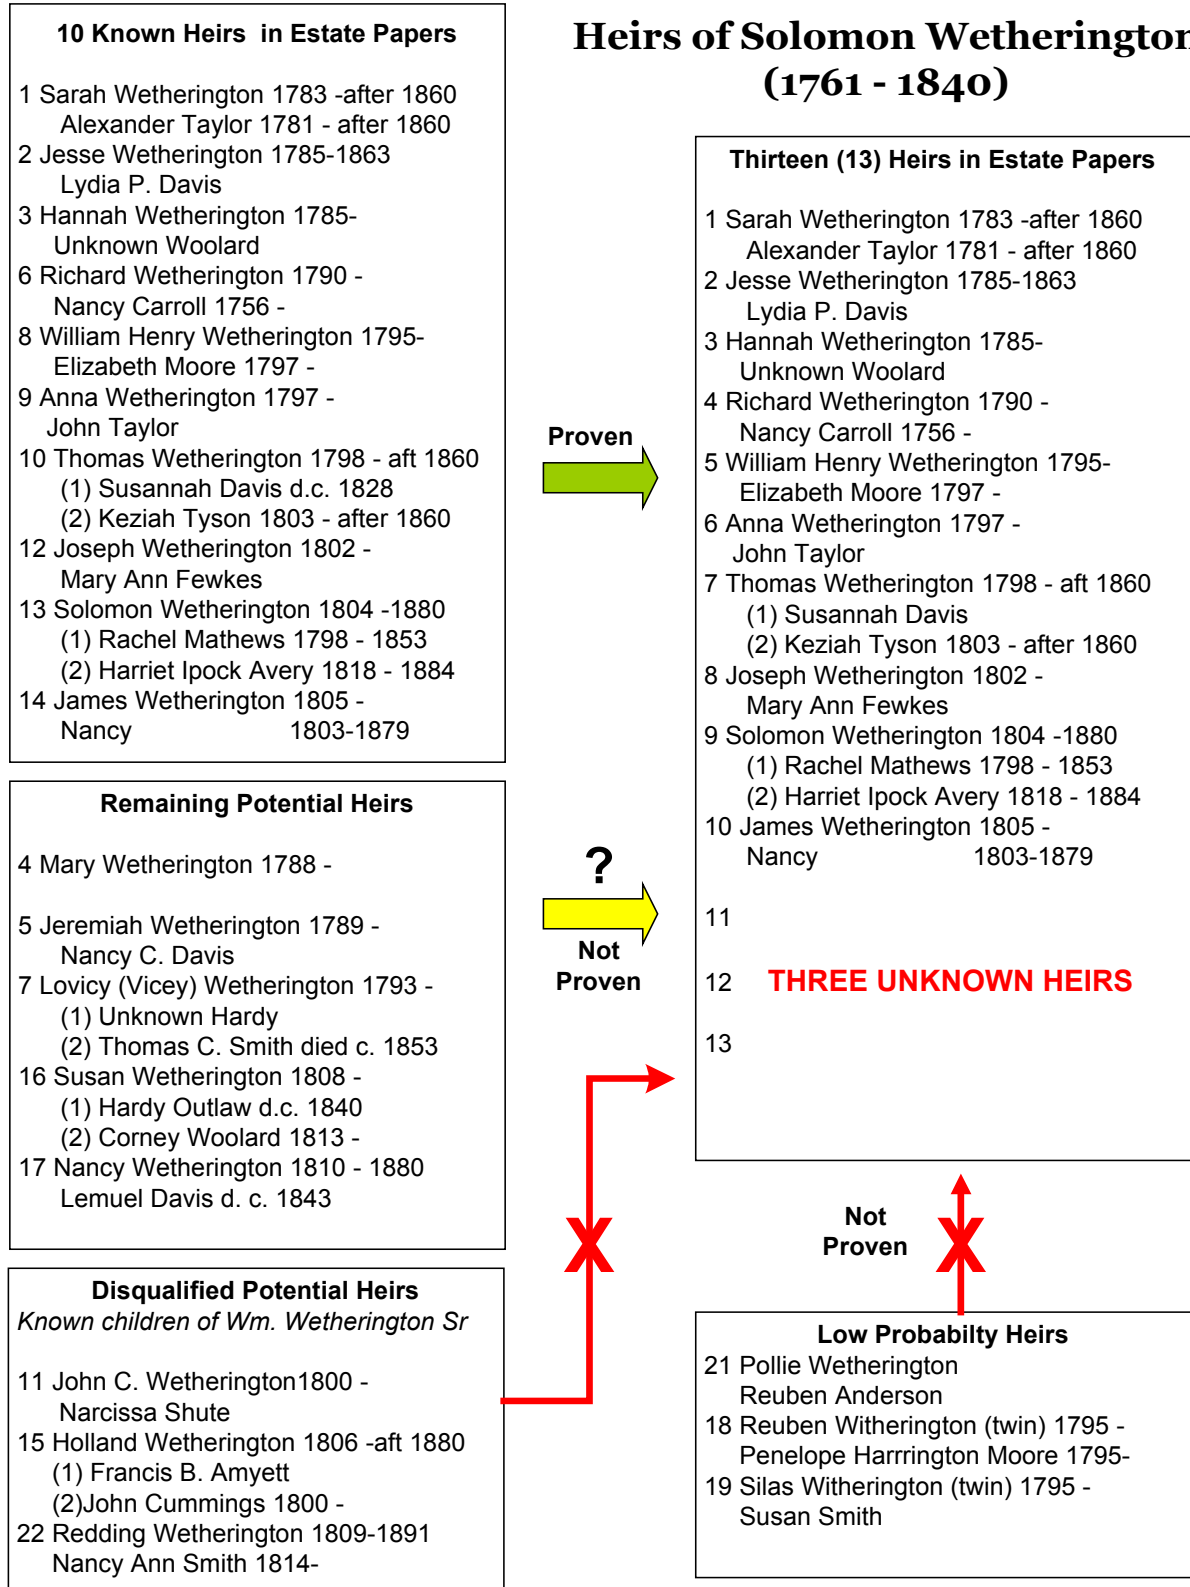 Heirs of Solomon Wetherington
(1761 - 1840)
10 Known Heirs in Estate Papers
1 Sarah Wetherington 1783 -after 1860
Alexander Taylor 1781 - after 1860
2 Jesse Wetherington 1785-1863
Lydia P. Davis
3 Hannah Wetherington 1785-
Unknown Woolard
6 Richard Wetherington 1790 -
Nancy Carroll 1756 -
8 William Henry Wetherington 1795-
Elizabeth Moore 1797 -
9 Anna Wetherington 1797 -
John Taylor
10 Thomas Wetherington 1798 - aft 1860
(1) Susannah Davis d.c. 1828
(2) Keziah Tyson 1803 - after 1860
12 Joseph Wetherington 1802 -
Mary Ann Fewkes
13 Solomon Wetherington 1804 -1880
(1) Rachel Mathews 1798 - 1853
(2) Harriet Ipock Avery 1818 - 1884
14 James Wetherington 1805 -
Nancy 1803-1879
Remaining Potential Heirs
4 Mary Wetherington 1788 -
5 Jeremiah Wetherington 1789 -
Nancy C. Davis
7 Lovicy (Vicey) Wetherington 1793 -
(1) Unknown Hardy
(2) Thomas C. Smith died c. 1853
16 Susan Wetherington 1808 -
(1) Hardy Outlaw d.c. 1840
(2) Corney Woolard 1813 -
17 Nancy Wetherington 1810 - 1880
Lemuel Davis d. c. 1843
Disqualified Potential Heirs
Known children of Wm. Wetherington Sr
11 John C. Wetherington1800 -
Narcissa Shute
15 Holland Wetherington 1806 -aft 1880
(1) Francis B. Amyett
(2)John Cummings 1800 -
22 Redding Wetherington 1809-1891
Nancy Ann Smith 1814-
Proven
?
Not
Proven
X
Thirteen (13) Heirs in Estate Papers
1 Sarah Wetherington 1783 -after 1860
Alexander Taylor 1781 - after 1860
2 Jesse Wetherington 1785-1863
Lydia P. Davis
3 Hannah Wetherington 1785-
Unknown Woolard
4 Richard Wetherington 1790 -
Nancy Carroll 1756 -
5 William Henry Wetherington 1795-
Elizabeth Moore 1797 -
6 Anna Wetherington 1797 -
John Taylor
7 Thomas Wetherington 1798 - aft 1860
(1) Susannah Davis
(2) Keziah Tyson 1803 - after 1860
8 Joseph Wetherington 1802 -
Mary Ann Fewkes
9 Solomon Wetherington 1804 -1880
(1) Rachel Mathews 1798 - 1853
(2) Harriet Ipock Avery 1818 - 1884
10 James Wetherington 1805 -
Nancy 1803-1879
11
12 THREE UNKNOWN HEIRS
13
Not
Proven
X
Low Probabilty Heirs
21 Pollie Wetherington
Reuben Anderson
18 Reuben Witherington (twin) 1795 -
Penelope Harrrington Moore 1795-
19 Silas Witherington (twin) 1795 -
Susan Smith